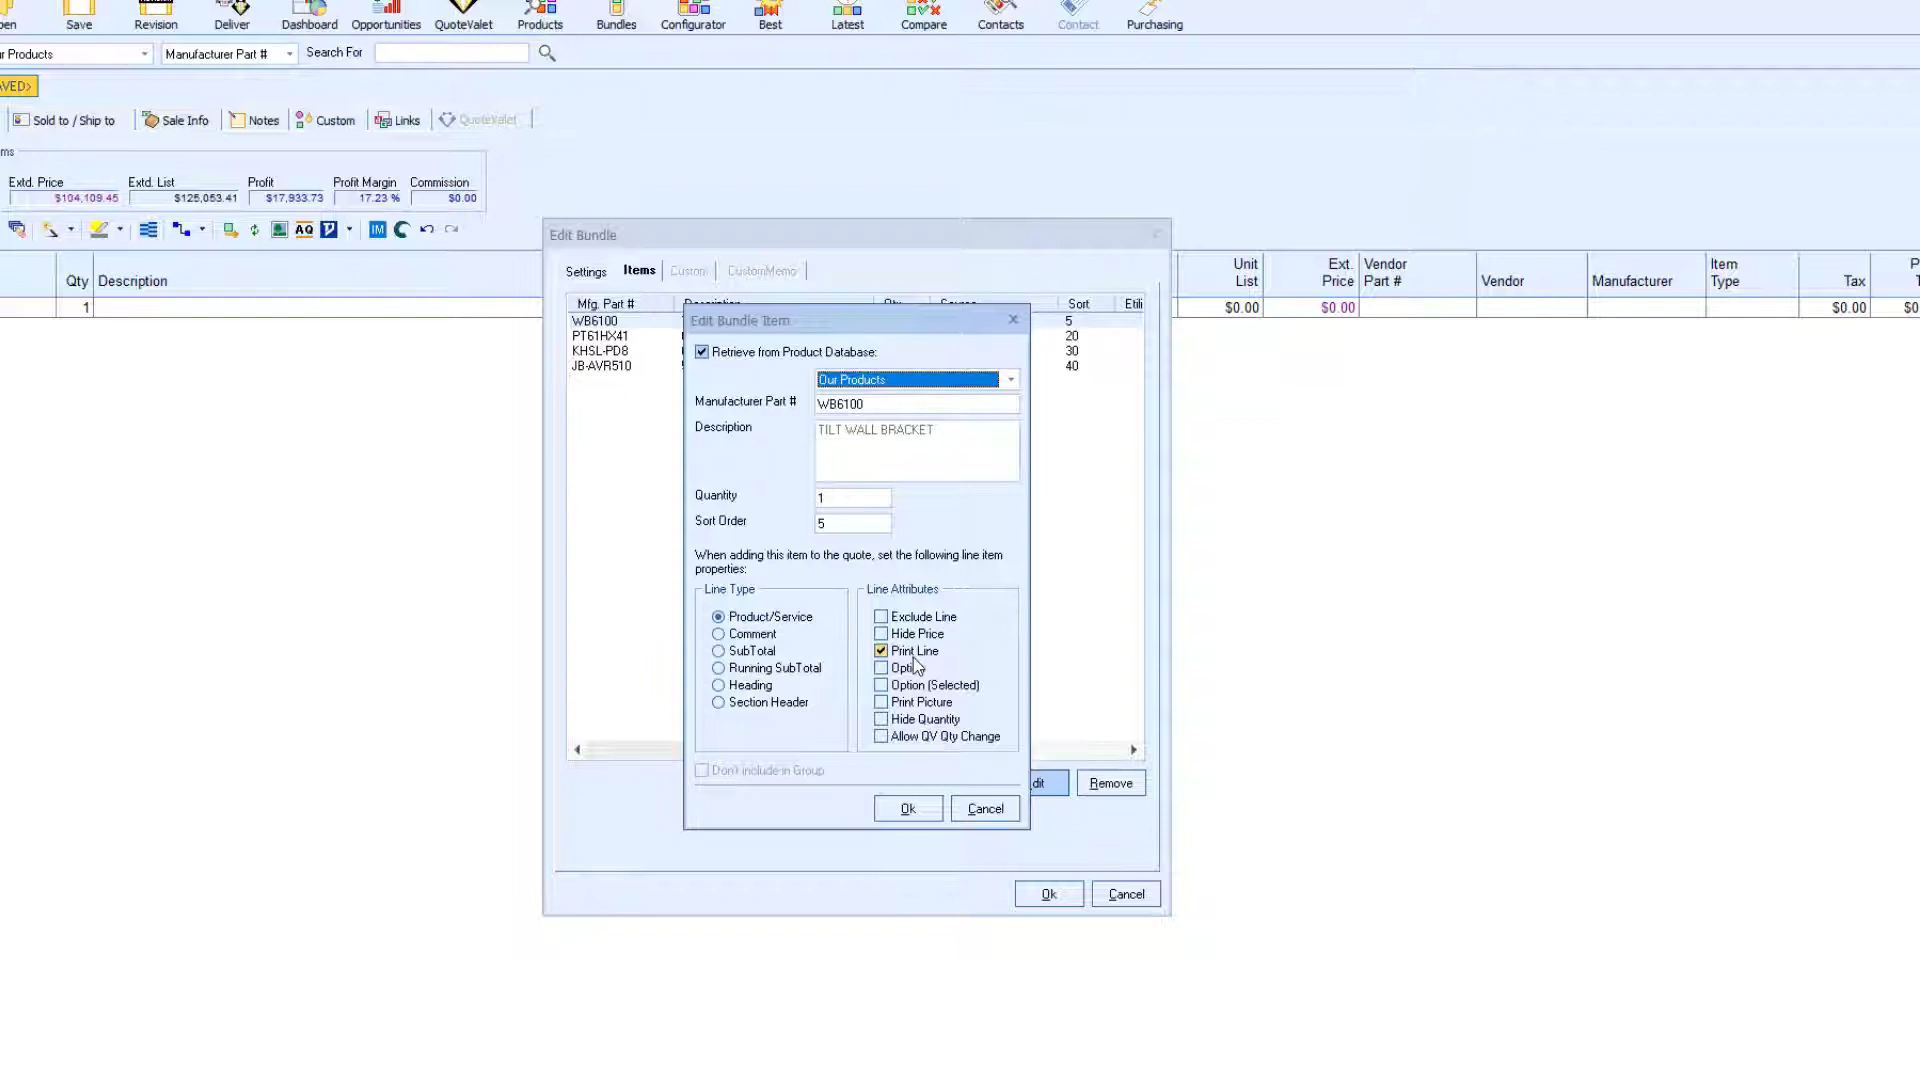 Save
Revision
Deliver
Dashboard
Opportunities
QuoteValet
Products
Bundles
Configurator
Best
Latest
Compare
Contacts
Contact
Purchasing
Products
Manufacturer Part #
Search For
Sold to / Ship to
Sale Info
Notes
Custom
Links
QuoteValet
Extd. Price
Extd. List
Profit
Profit Margin
Commission
$104,109.45
$125,053.41
$17,933.73
17.23 %
$0.00
AQ
IM
Qty
Description
Unit List
Ext. Price
Vendor Part #
Vendor
Manufacturer
Item Type
Tax
1
$0.00
$0.00
$0.00
Edit Bundle
Settings
Items
Custom
CustomMemo
Mfg. Part #
Description
Qty
Source
Sort
WB6100
5
PT61HX41
20
KHSL-PD8
30
JB-AVR510
40
Edit Bundle Item
Retrieve from Product Database:
Our Products
Manufacturer Part #
WB6100
Description
TILT WALL BRACKET
Quantity
1
Sort Order
5
When adding this item to the quote, set the following line item
properties:
Line Type
Product/Service
Comment
SubTotal
Running SubTotal
Heading
Section Header
Line Attributes
Exclude Line
Hide Price
Print Line
Option (Selected)
Print Picture
Hide Quantity
Allow QV Qty Change
Don't include in Group
Ok
Cancel
Remove
Ok
Cancel